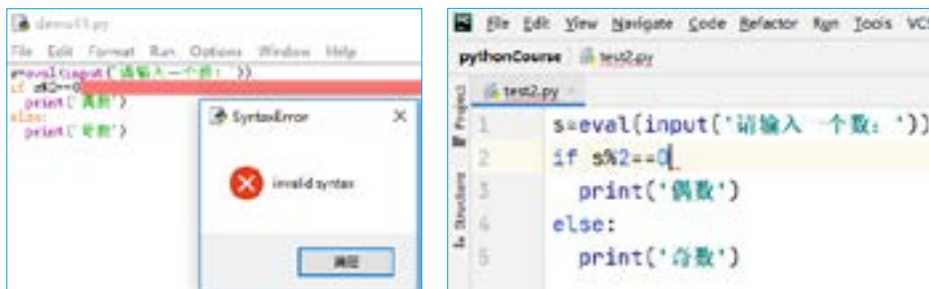 demo11.py
File Edit Format Run Options Window Help
s=eval(input('请输入一个数：'))
if s%2==0
print('偶数')
else:
print('奇数')
SyntaxError
invalid syntax
确定
File Edit View Navigate Code Refactor Run Tools VCS
pythonCourse test2.py
Project
Structure
test2.py
1 s=eval(input('请输入一个数：'))
2 if s%2==0
3 print('偶数')
4 else:
5 print('奇数')